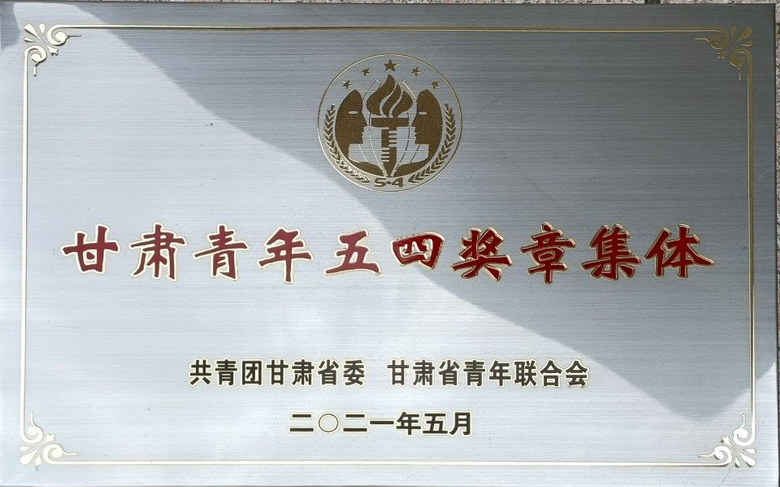 5·4
甘肃青年五四奖章集体
共青团甘肃省委 甘肃省青年联合会
二〇二一年五月